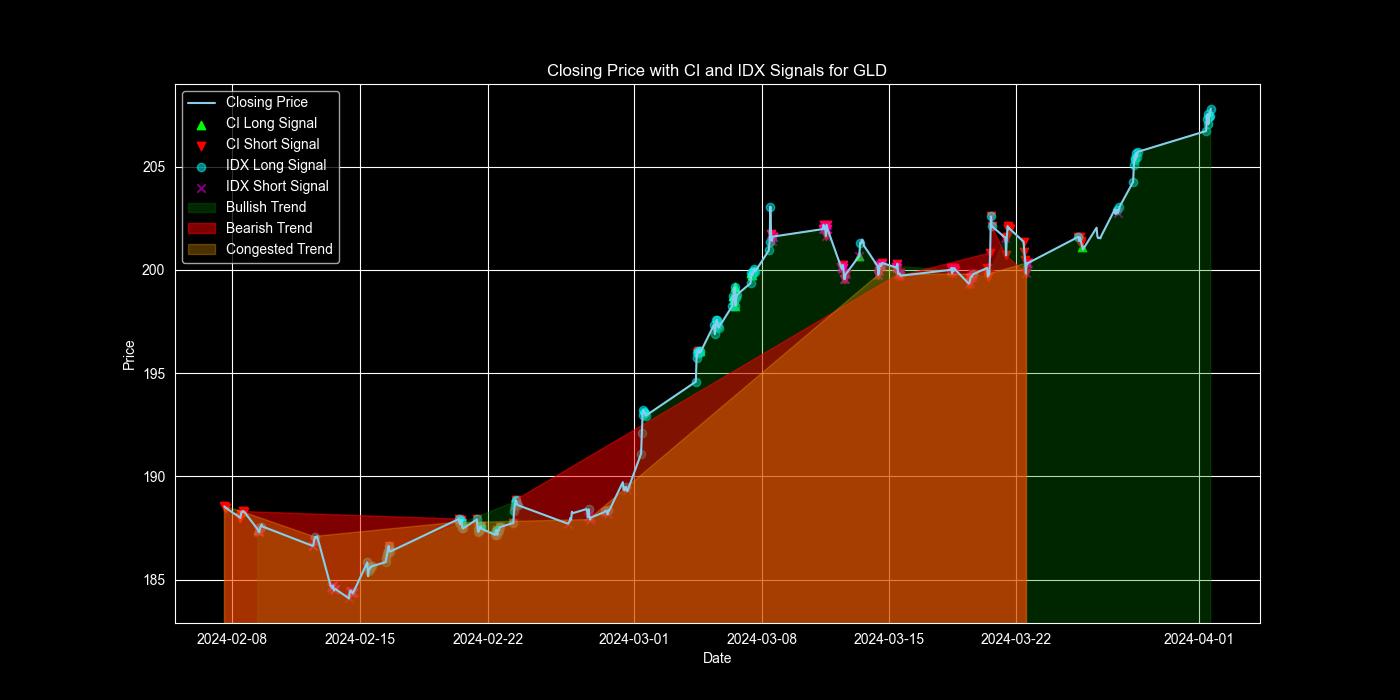 Closing Price with CI and IDX Signals for GLD
Closing Price
CI Long Signal
CI Short Signal
IDX Long Signal
IDX Short Signal
Bullish Trend
Bearish Trend
Congested Trend
Price
205
200
195
190
185
2024-02-08 2024-02-15 2024-02-22 2024-03-01 2024-03-08 2024-03-15 2024-03-22 2024-04-01
Date